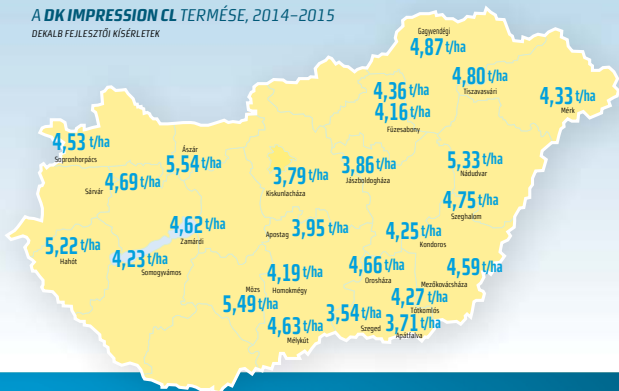 A DK IMPRESSION CL TERMÉSE, 2014–2015
DEKALB FEJLESZTŐI KÍSÉRLETEK
Gagyvendégi
4,87 t/ha
4,80 t/ha
Tiszavasvári
4,36 t/ha
4,16 t/ha
Füzesabony
4,33 t/ha
Mérk
4,53 t/ha
Sopronhorpács
Ászár
5,54 t/ha
Sárvár 4,69 t/ha
3,79 t/ha
Kiskunlacháza
3,86 t/ha
Jászboldogháza
5,33 t/ha
Nádudvar
4,75 t/ha
Szeghalom
4,62 t/ha
Zamárdi
Apostag 3,95 t/ha
4,25 t/ha
Kondoros
5,22 t/ha
Hahót
4,23 t/ha
Somogyvámos
4,19 t/ha
Homokmégy
4,66 t/ha
Orosháza
4,59 t/ha
Mezőkovácsháza
Mözs
5,49 t/ha
4,27 t/ha
Tótkomlós
4,63 t/ha
Mélykút
3,54 t/ha
Szeged
3,71 t/ha
Apátfalva